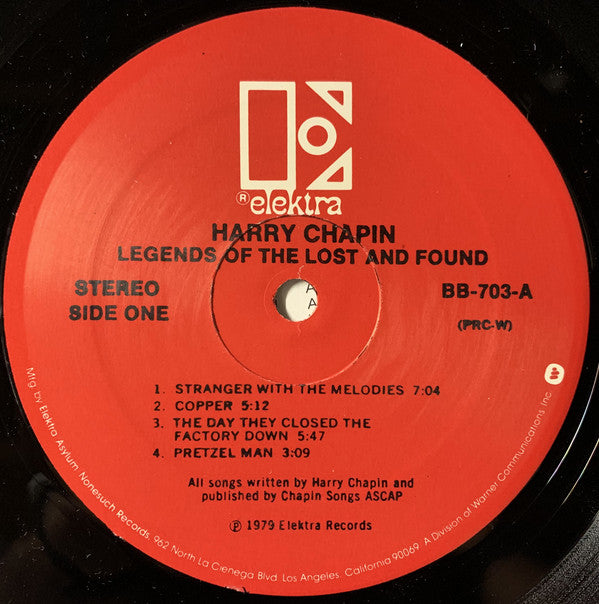 ® elektra
HARRY CHAPIN
LEGENDS OF THE LOST AND FOUND
STEREO
SIDE ONE
BB-703-A
(PRC-W)
1. STRANGER WITH THE MELODIES 7:04
2. COPPER 5:12
3. THE DAY THEY CLOSED THE
FACTORY DOWN 5:47
4. PRETZEL MAN 3:09
All songs written by Harry Chapin and
published by Chapin Songs ASCAP
℗ 1979 Elektra Records
Mfg. by Elektra Asylum Nonesuch Records, 962 North La Cienega Blvd. Los Angeles, California 90069. A Division of Warner Communications Inc.